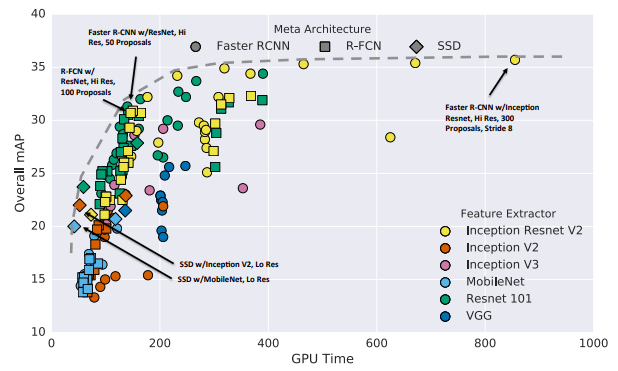 Meta Architecture
Faster RCNN
R-FCN
SSD
Faster R-CNN w/ResNet, Hi
Res, 50 Proposals
R-FCN w/
ResNet, Hi Res,
100 Proposals
Faster R-CNN w/Inception
Resnet, Hi Res, 300
Proposals, Stride 8
SSD w/Inception V2, Lo Res
SSD w/MobileNet, Lo Res
Feature Extractor
Inception Resnet V2
Inception V2
Inception V3
MobileNet
Resnet 101
VGG
Overall mAP
40
35
30
25
20
15
10
0
200
400
600
800
1000
GPU Time